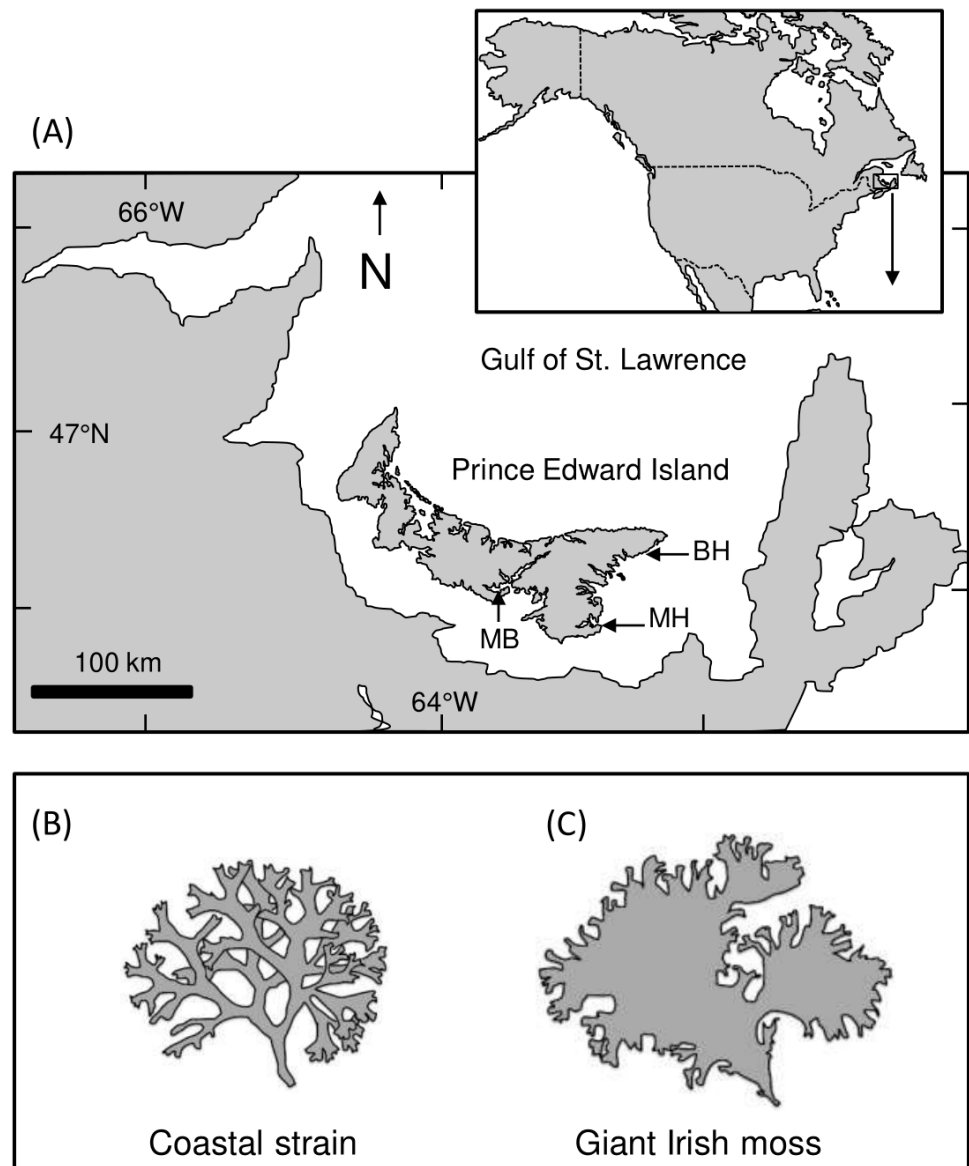 (A)
66°W
N
Gulf of St. Lawrence
47°N
Prince Edward Island
BH
MB
MH
100 km
64°W
(B)
(C)
Coastal strain
Giant Irish moss